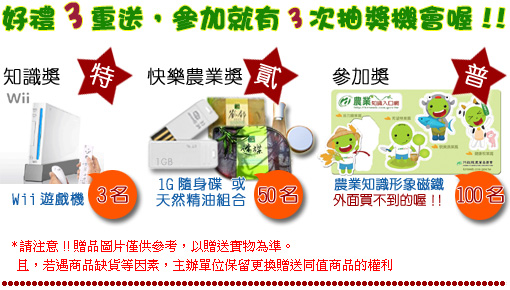 好禮3重送，參加就有3次抽獎機會喔!!
知識獎 特
快樂農業獎 貳
參加獎 普
Wii
1GB
農業知識入口網
Wii遊戲機 3名
1G 隨身碟 或
天然精油組合 50名
農業知識形象磁鐵
外面買不到的喔!! 100名
*請注意!!贈品圖片僅供參考，以贈送實物為準。
且，若遇商品缺貨等因素，主辦單位保留更換贈送同值商品的權利